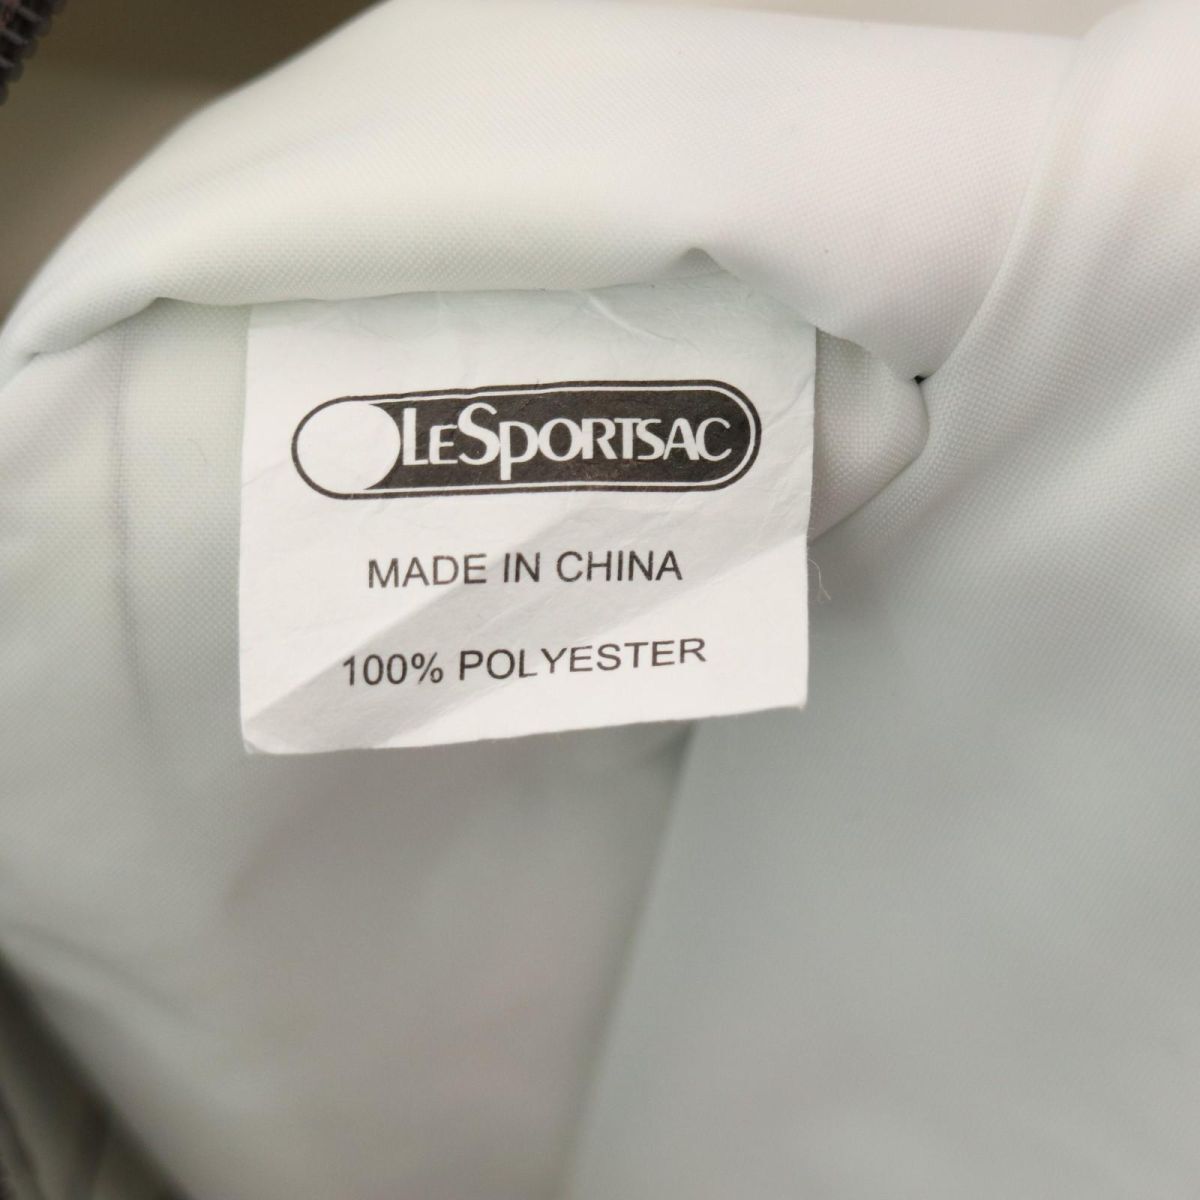 LESPORTSAC
MADE IN CHINA
100% POLYESTER